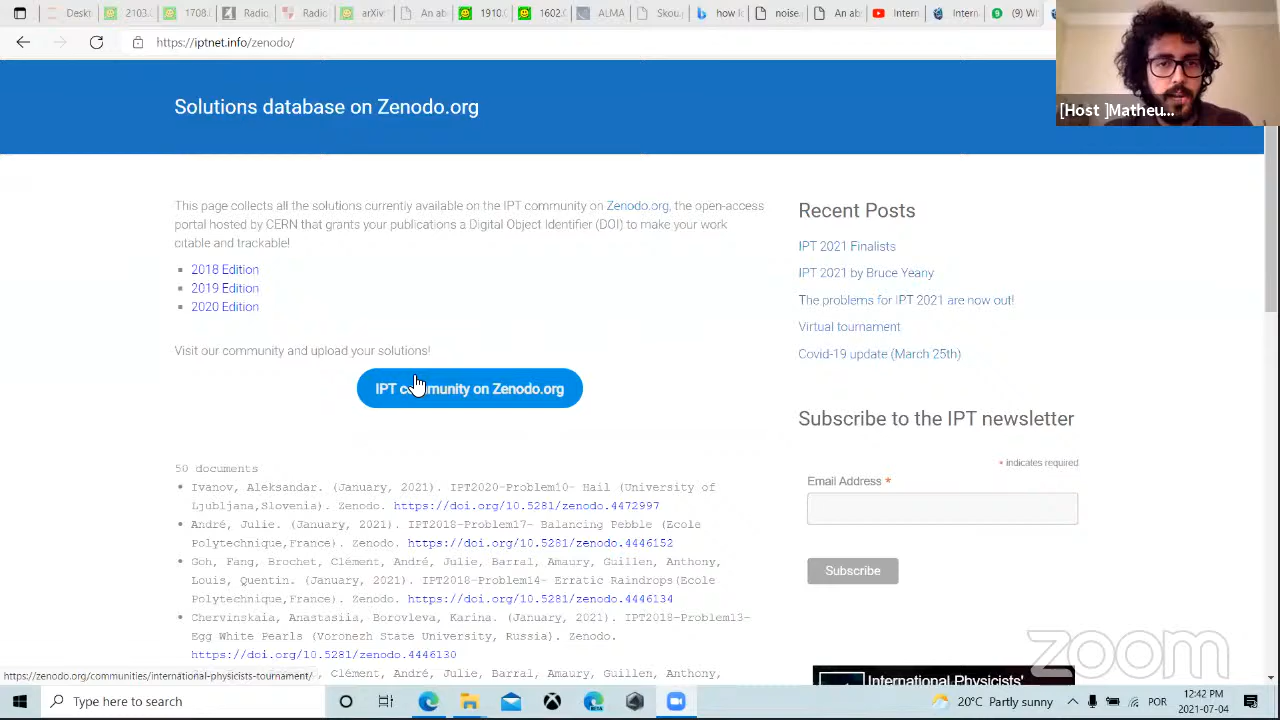 2103.
Skou
https://iptnet.info/zenodo/
[Host ]Matheu...
Solutions database on Zenodo.org
This page collects all the solutions currently available on the IPT community on Zenodo.org, the open-access
portal hosted by CERN that grants your publications a Digital Object Identifier (DOI) to make your work
citable and trackable!
2018 Edition
2019 Edition
2020 Edition
Visit our community and upload your solutions!
IPT community on Zenodo.org
50 documents
Ivanov, Aleksandar. (January, 2021). IPT2020-Problem10- Hail (University of
Ljubljana,Slovenia). Zenodo. https://doi.org/10.5281/zenodo.4472997
André, Julie. (January, 2021). IPT2018-Problem17- Balancing Pebble (Ecole
Polytechnique,France). Zenodo. https://doi.org/10.5281/zenodo.4446152
Goh, Fang, Brochet, Clément, André, Julie, Barral, Amaury, Guillen, Anthony,
Louis, Quentin. (January, 2021). IPT2018-Problem14- Erratic Raindrops(Ecole
Polytechnique,France). Zenodo. https://doi.org/10.5281/zenodo.4446134
Chervinskaia, Anastasiis, Borovleva, Karina. (January, 2021). IPT2018-Problem13-
Egg White Pearls (Voronezh State University, Russia). Zenodo.
https://doi.org/10.5281/zenodo.4446130
Clément, André, Julie, Barral, Amaury, Guillen, Anthony,
https://zenodo.org/communities/international-physicists-tournament/
Recent Posts
IPT 2021 Finalists
IPT 2021 by Bruce Yeany
The problems for IPT 2021 are now out!
Virtual tournament
Covid-19 update (March 25th)
Subscribe to the IPT newsletter
* indicates required
Email Address *
Subscribe
International Physicists'
zoom
Type here to search
BETA
20°C Partly sunny
POR
12:42 PM
2021-07-04